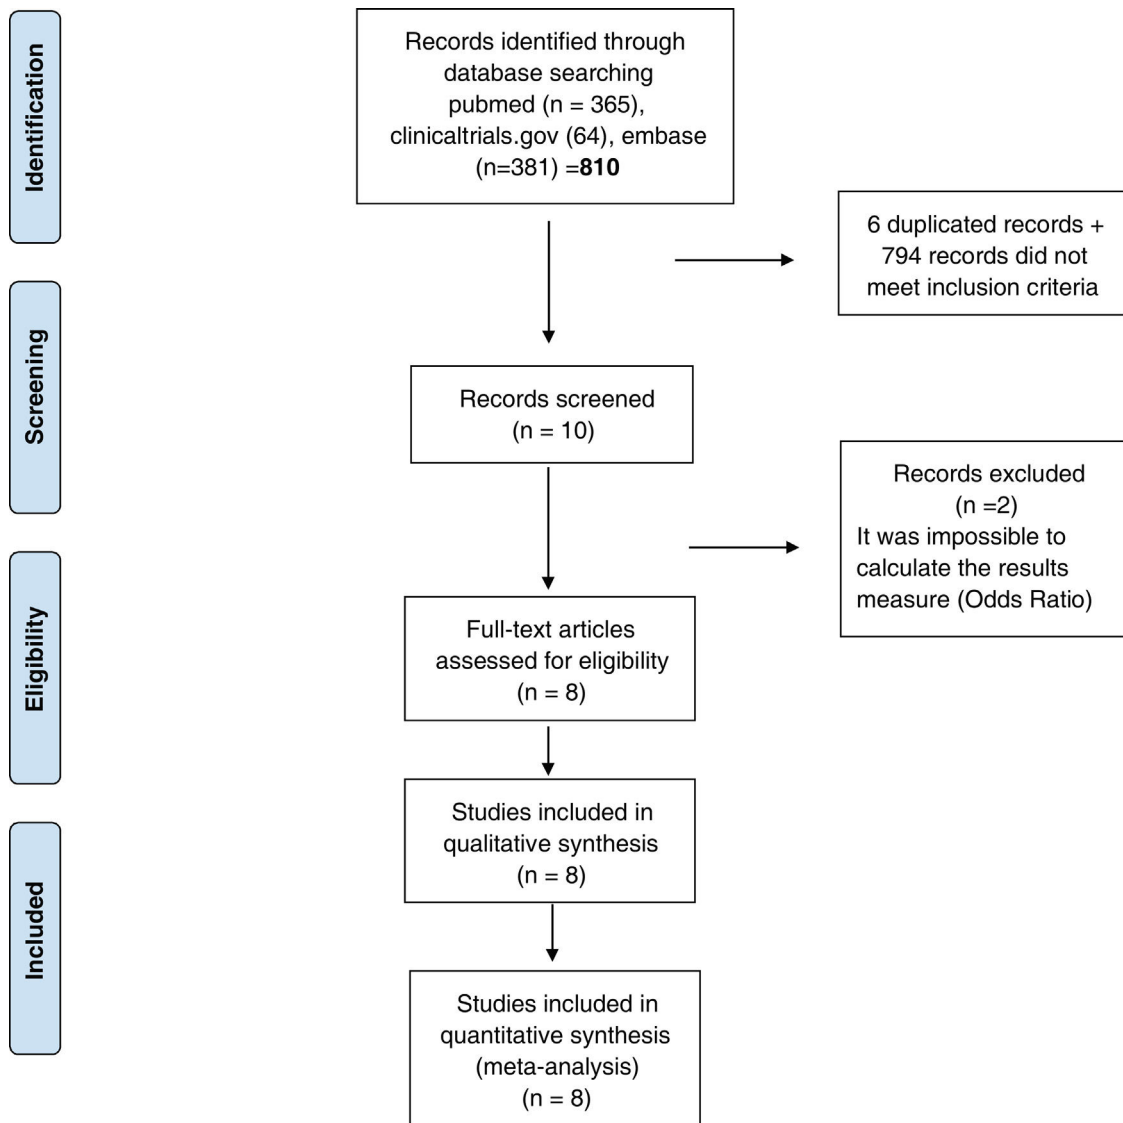 Identification
Records identified through
database searching
pubmed (n = 365),
clinicaltrials.gov (64), embase
(n=381) =810
6 duplicated records +
794 records did not
meet inclusion criteria
Screening
Records screened
(n = 10)
Records excluded
(n =2)
It was impossible to
calculate the results
measure (Odds Ratio)
Eligibility
Full-text articles
assessed for eligibility
(n = 8)
Studies included in
qualitative synthesis
(n = 8)
Included
Studies included in
quantitative synthesis
(meta-analysis)
(n = 8)